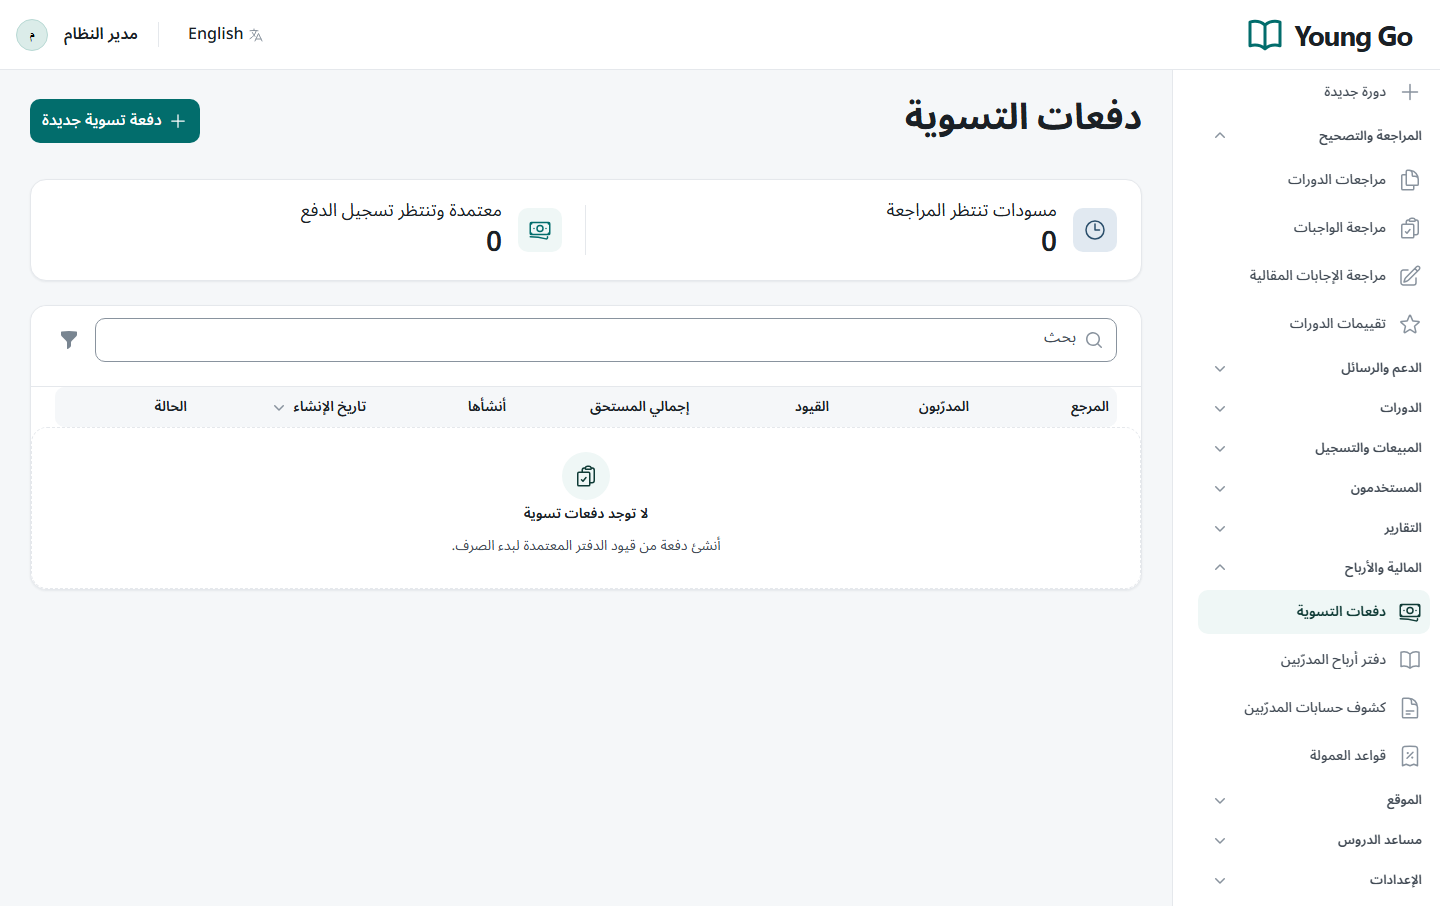 Young Go
English
مدير النظام
م
دورة جديدة
المراجعة والتصحيح
مراجعات الدورات
مراجعة الواجبات
مراجعة الإجابات المقالية
تقييمات الدورات
الدعم والرسائل
الدورات
المبيعات والتسجيل
المستخدمون
التقارير
المالية والأرباح
دفعات التسوية
دفتر أرباح المدرّبين
كشوف حسابات المدرّبين
قواعد العمولة
الموقع
مساعد الدروس
الإعدادات
دفعات التسوية
دفعة تسوية جديدة
مسودات تنتظر المراجعة
0
معتمدة وتنتظر تسجيل الدفع
0
بحث
المرجع المدرّبون القيود إجمالي المستحق أنشأها تاريخ الإنشاء الحالة
لا توجد دفعات تسوية
أنشئ دفعة من قيود الدفتر المعتمدة لبدء الصرف.